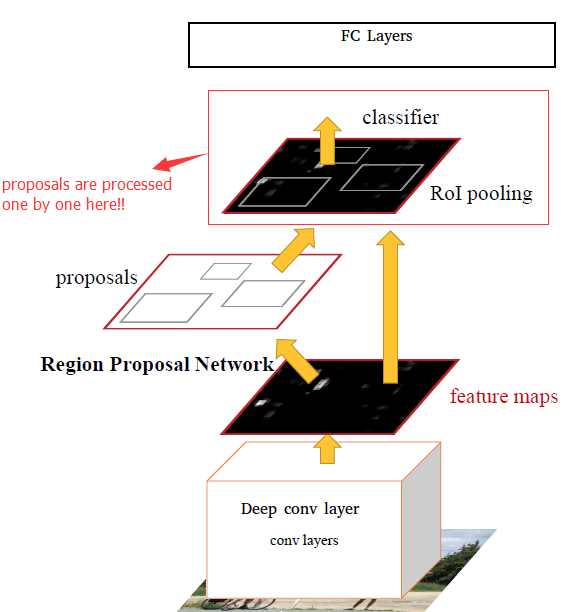 FC Layers
classifier
proposals are processed
one by one here!!
RoI pooling
proposals
Region Proposal Network
feature maps
Deep conv layer
conv layers